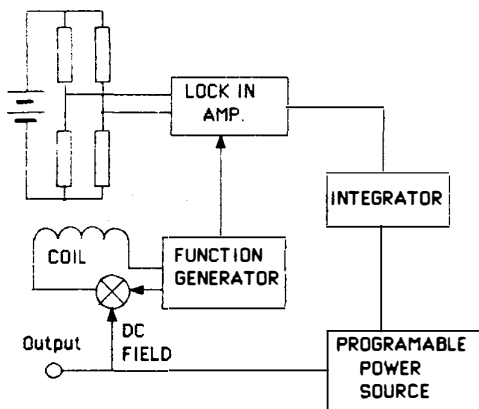 LOCK IN
AMP.
INTEGRATOR
COIL
FUNCTION
GENERATOR
Output
DC
FIELD
PROGRAMABLE
POWER
SOURCE